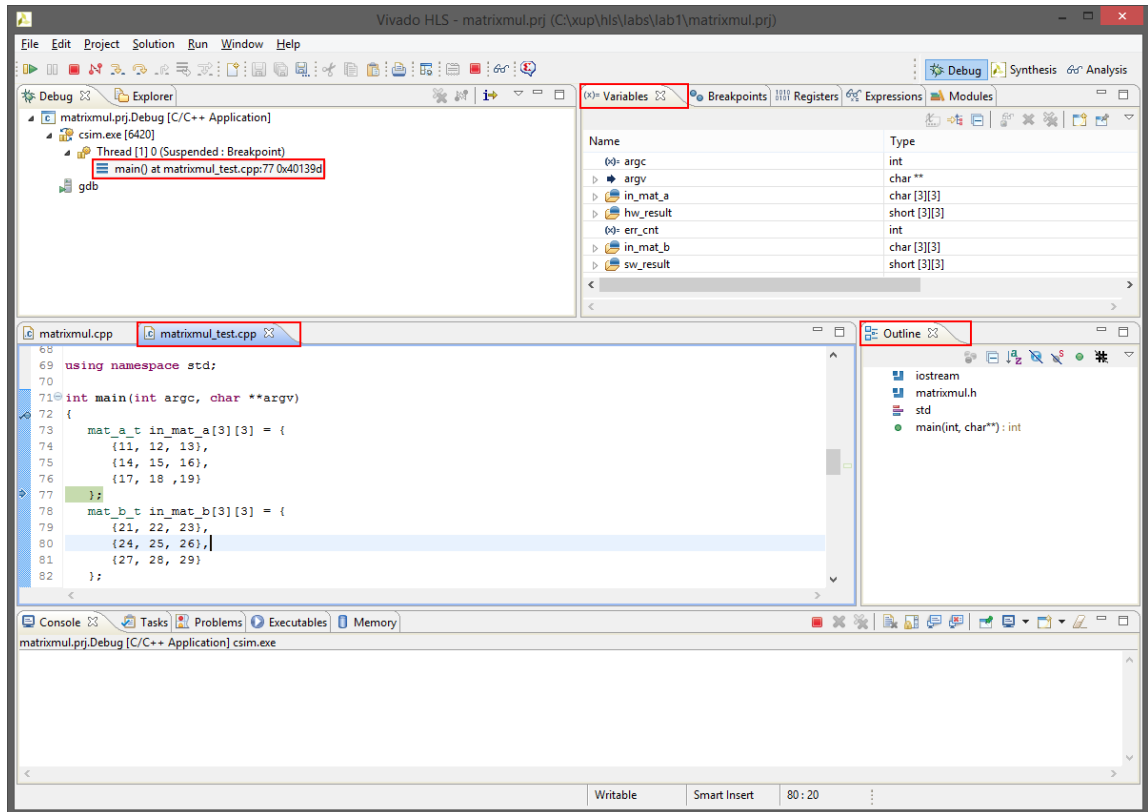 Vivado HLS - matrixmul.prj (C:\xup\hls\labs\lab1\matrixmul.prj)
File Edit Project Solution Run Window Help
Debug Synthesis Analysis
Debug Explorer
matrixmul.prj.Debug [C/C++ Application]
csim.exe [6420]
Thread [1] 0 (Suspended : Breakpoint)
main() at matrixmul_test.cpp:77 0x40139d
gdb
(x)= Variables Breakpoints Registers Expressions Modules
Name Type
(x)= argc int
argv char **
in_mat_a char [3][3]
hw_result short [3][3]
(x)= err_cnt int
in_mat_b char [3][3]
sw_result short [3][3]
matrixmul.cpp matrixmul_test.cpp
68
69 using namespace std;
70
71 int main(int argc, char **argv)
72 {
73 mat_a_t in_mat_a[3][3] = {
74 {11, 12, 13},
75 {14, 15, 16},
76 {17, 18 ,19}
77 };
78 mat_b_t in_mat_b[3][3] = {
79 {21, 22, 23},
80 {24, 25, 26},
81 {27, 28, 29}
82 };
Outline
iostream
matrixmul.h
std
main(int, char**) : int
Console Tasks Problems Executables Memory
matrixmul.prj.Debug [C/C++ Application] csim.exe
Writable Smart Insert 80 : 20